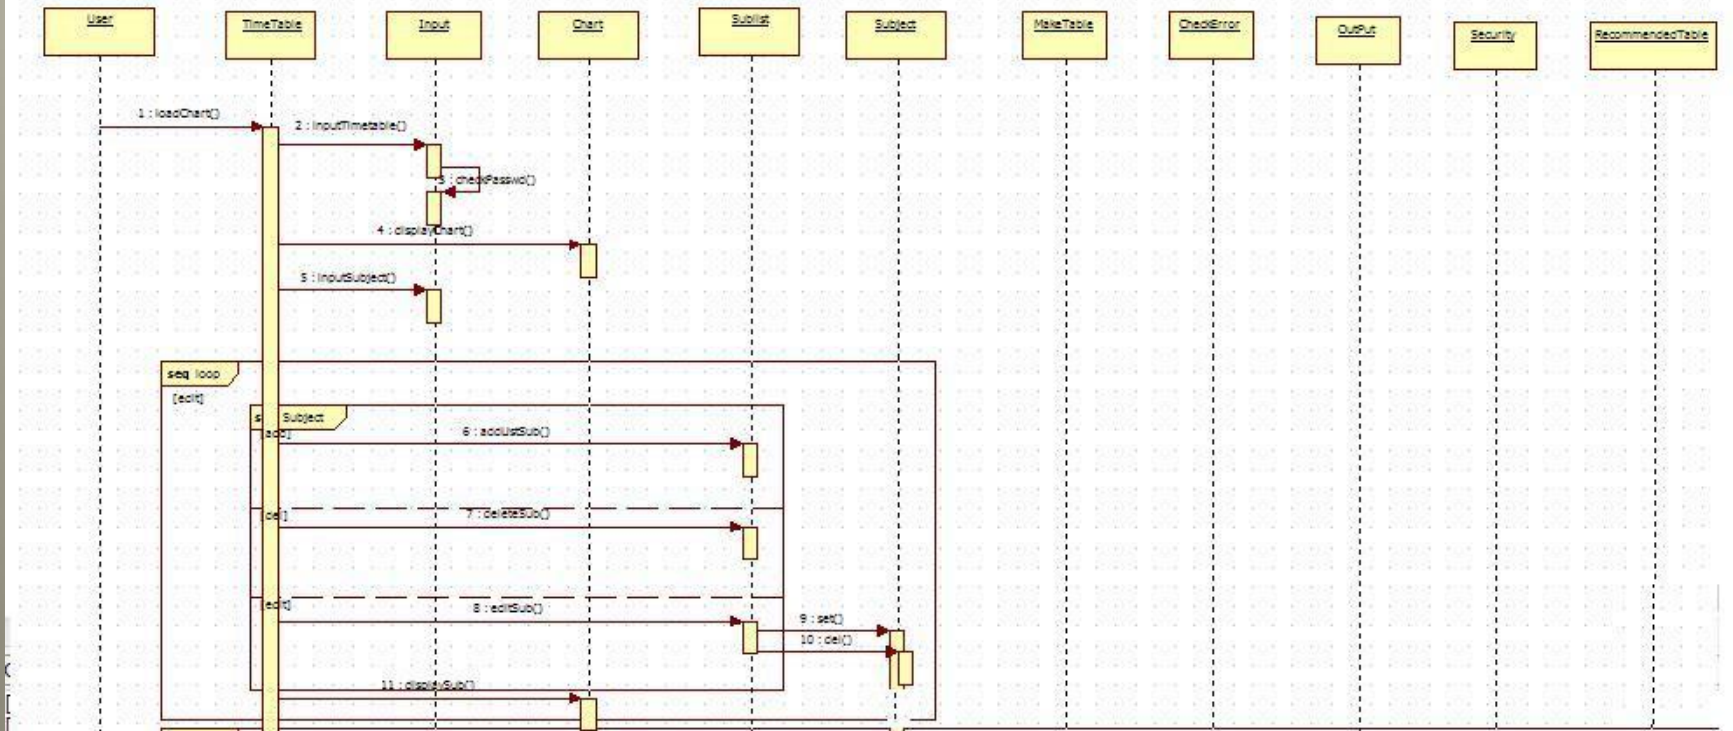 User
TimeTable
Input
Chart
Sublist
Subject
MakeTable
CheckError
OutPut
Security
RecommendedTable
1 : loadChart()
2 : inputTimetable()
3 : checkPasswd()
4 : displayChart()
5 : inputSubject()
seq loop
[edit]
Subject
[add]
6 : addListSub()
[del]
7 : deleteSub()
[edit]
8 : editSub()
9 : set()
10 : del()
11 : displaySub()